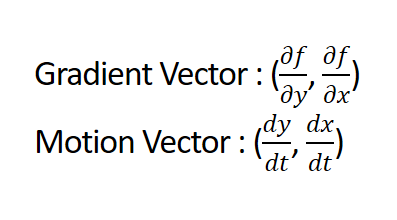 Gradient Vector : (∂f/∂y, ∂f/∂x)
Motion Vector : (dy/dt, dx/dt)